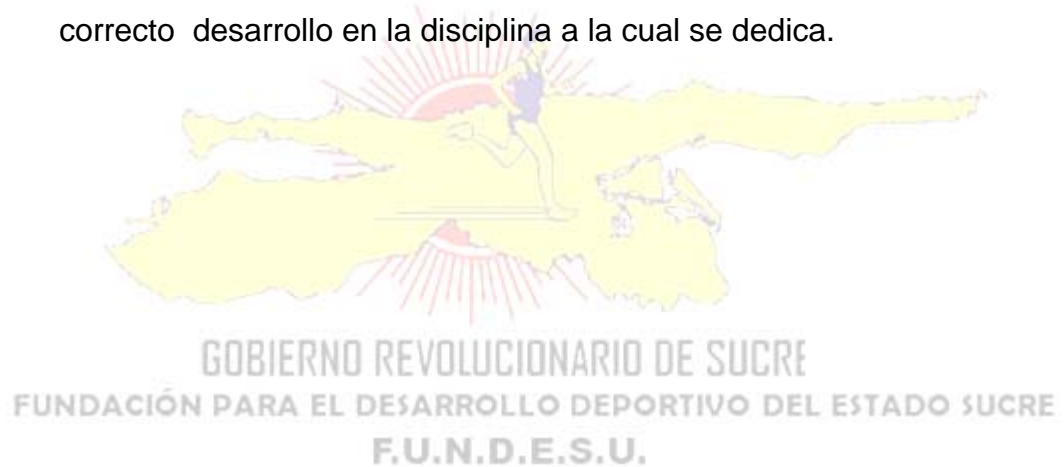 correcto desarrollo en la disciplina a la cual se dedica.
GOBIERNO REVOLUCIONARIO DE SUCRE
FUNDACIÓN PARA EL DESARROLLO DEPORTIVO DEL ESTADO SUCRE
F.U.N.D.E.S.U.